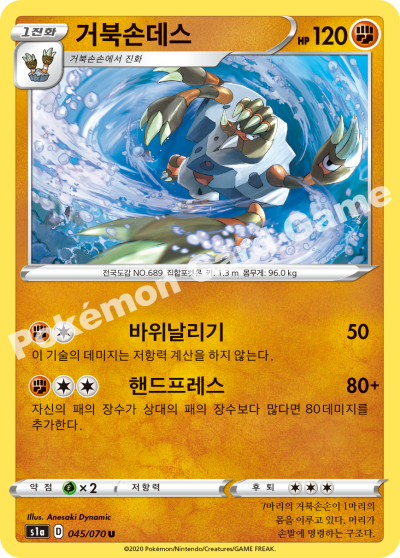 1진화
거북손데스
HP 120
거북손손에서 진화
전국도감 NO.689 집합포켓몬 키: 1.3 m 몸무게: 96.0 kg
Pokémon Card Game
바위날리기 50
이 기술의 데미지는 저항력 계산을 하지 않는다.
핸드프레스 80+
자신의 패의 장수가 상대의 패의 장수보다 많다면 80데미지를
추가한다.
약점 ×2 저항력 후퇴
Illus. Anesaki Dynamic
s1a D 045/070 U
7마리의 거북손손이 1마리의
몸을 이루고 있다. 머리가
손발에 명령하는 구조다.
©2020 Pokémon/Nintendo/Creatures/GAME FREAK.